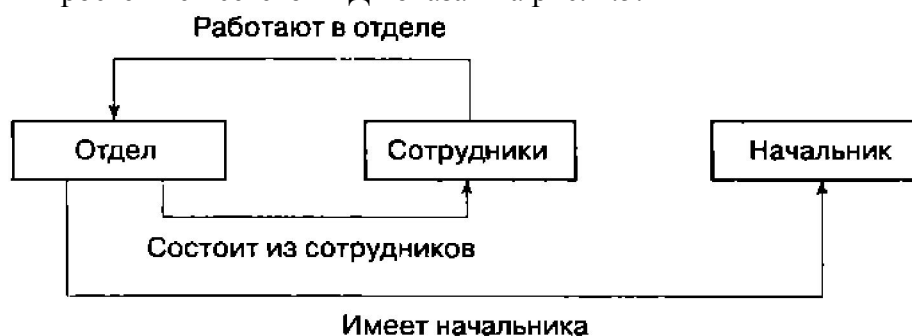 Работают в отделе
Отдел
Сотрудники
Начальник
Состоит из сотрудников
Имеет начальника